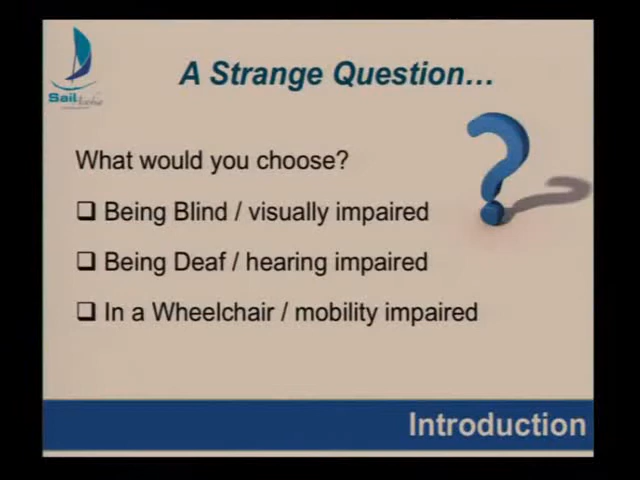 A Strange Question…
Sail
What would you choose?
Being Blind / visually impaired
Being Deaf / hearing impaired
In a Wheelchair / mobility impaired
Introduction